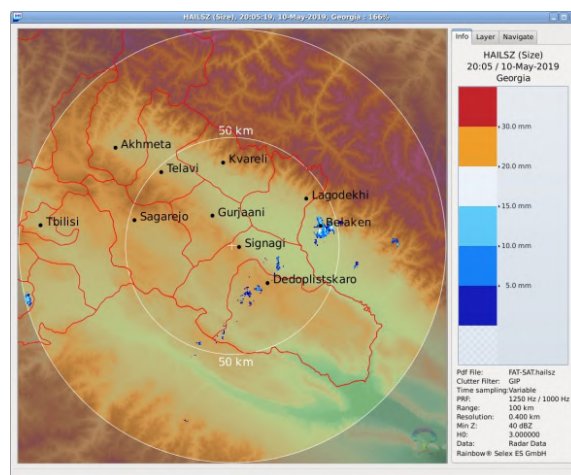 HAILSZ (Size), 20:05:19, 10-May-2019, Georgia : 166%
Info Layer Navigate
HAILSZ (Size)
20:05 / 10-May-2019
Georgia
50 km
Akhmeta
Telavi
Kvareli
Lagodekhi
Tbilisi
Sagarejo
Gurjaani
Belaken
Signagi
Dedoplistskaro
50 km
30.0 mm
20.0 mm
15.0 mm
10.0 mm
5.0 mm
Pdf File: FAT-SAT.hailsz
Clutter Filter: GIP
Time sampling:Variable
PRF: 1250 Hz / 1000 Hz
Range: 100 km
Resolution: 0.400 km
Min Z: 40 dBZ
H0: 3.000000
Data: Radar Data
Rainbow® Selex ES GmbH